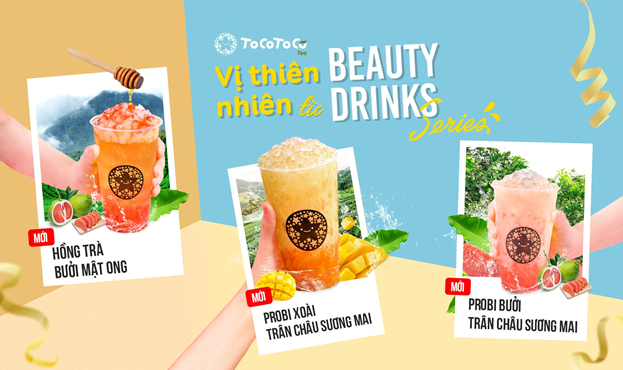 ToCoToCo
Tea
Vị thiên
nhiên từ
BEAUTY
DRINKS
Series
MỚI
HỒNG TRÀ
BƯỞI MẬT ONG
MỚI
PROBI XOÀI
TRÂN CHÂU SƯƠNG MAI
MỚI
PROBI BƯỞI
TRÂN CHÂU SƯƠNG MAI